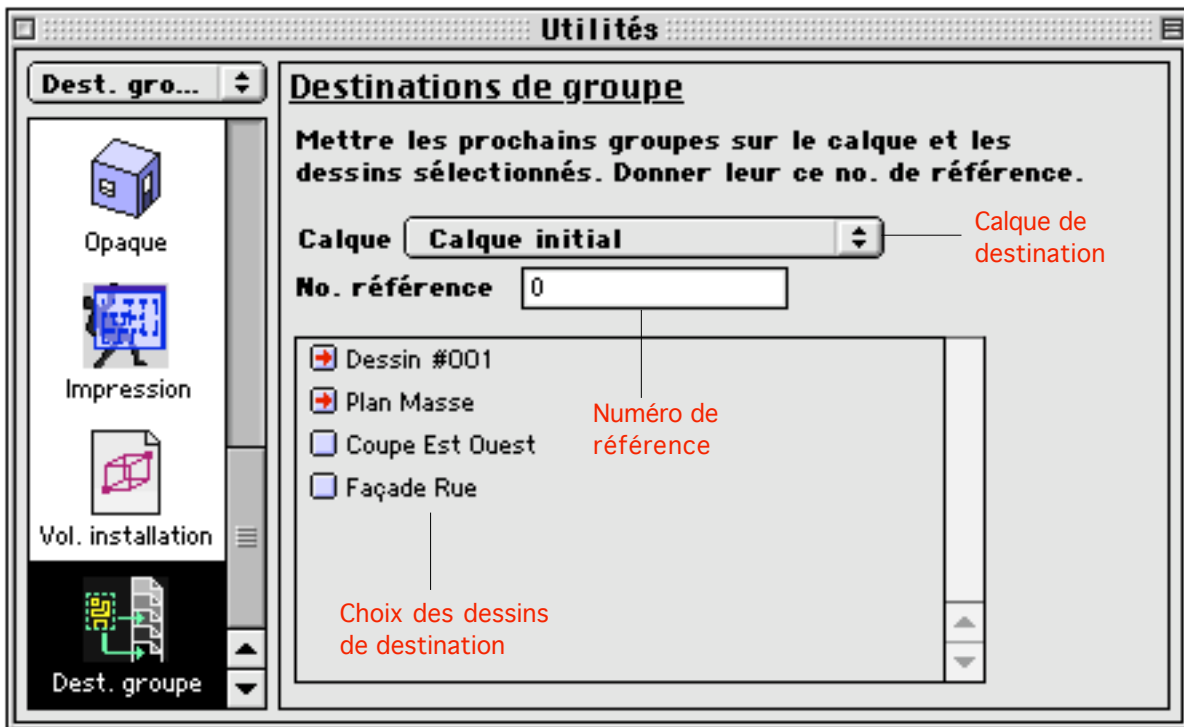 Utilités
Dest. gro...
Opaque
Impression
Vol. installation
Dest. groupe
Destinations de groupe
Mettre les prochains groupes sur le calque et les
dessins sélectionnés. Donner leur ce no. de référence.
Calque Calque initial
Calque de
destination
No. référence 0
Dessin #001
Plan Masse
Coupe Est Ouest
Façade Rue
Numéro de
référence
Choix des dessins
de destination